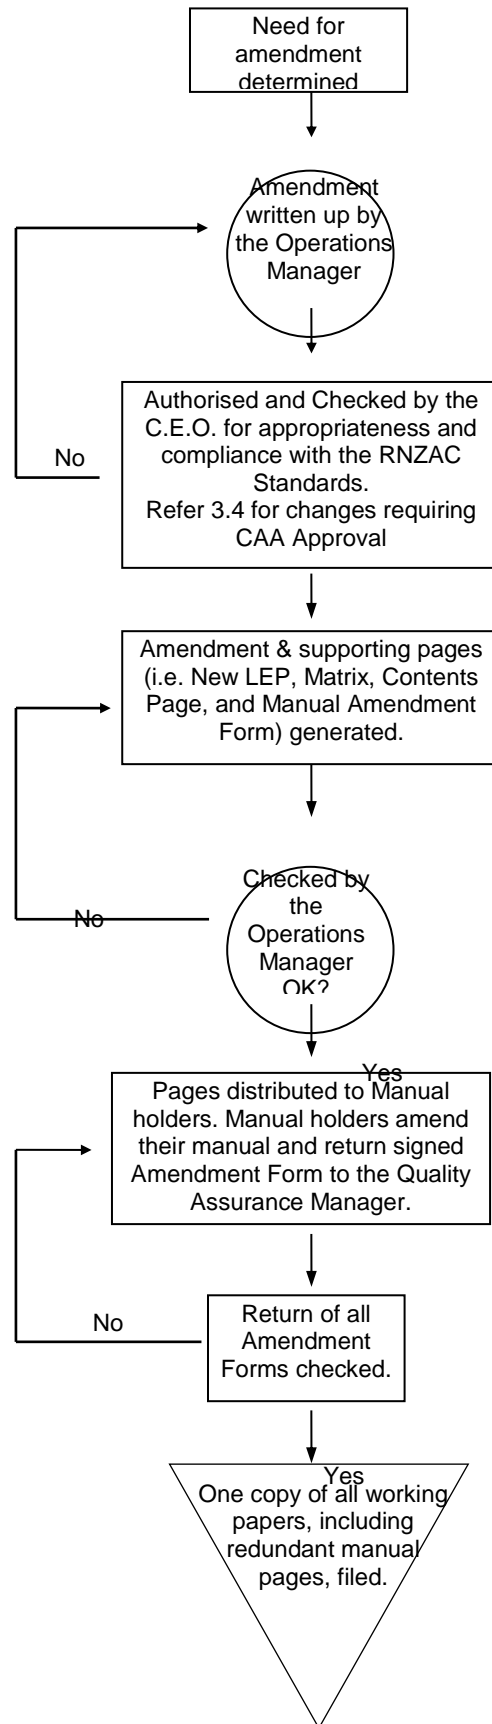 Need for
amendment
determined
Amendment
written up by
the Operations
Manager
Authorised and Checked by the
C.E.O. for appropriateness and
compliance with the RNZAC
Standards.
Refer 3.4 for changes requiring
CAA Approval
No
Amendment & supporting pages
(i.e. New LEP, Matrix, Contents
Page, and Manual Amendment
Form) generated.
Checked by
the
Operations
Manager
OK?
No
Yes
Pages distributed to Manual
holders. Manual holders amend
their manual and return signed
Amendment Form to the Quality
Assurance Manager.
Return of all
Amendment
Forms checked.
No
Yes
One copy of all working
papers, including
redundant manual
pages, filed.